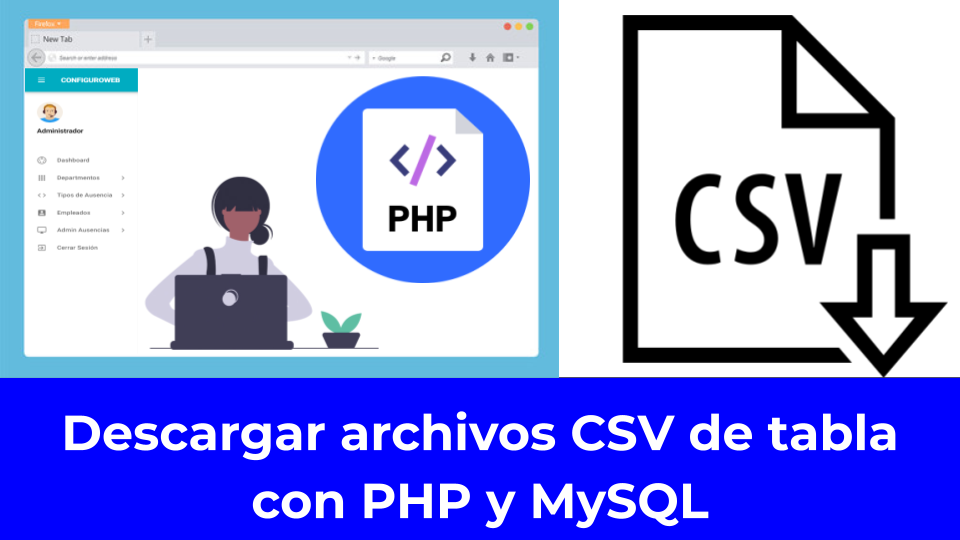 Firefox
New Tab
Search or enter address
Google
CONFIGUROWEB
Administrador
Dashboard
Departmentos
Tipos de Ausencia
Empleados
Admin Ausencias
Cerrar Sesión
PHP
CSV
Descargar archivos CSV de tabla
con PHP y MySQL